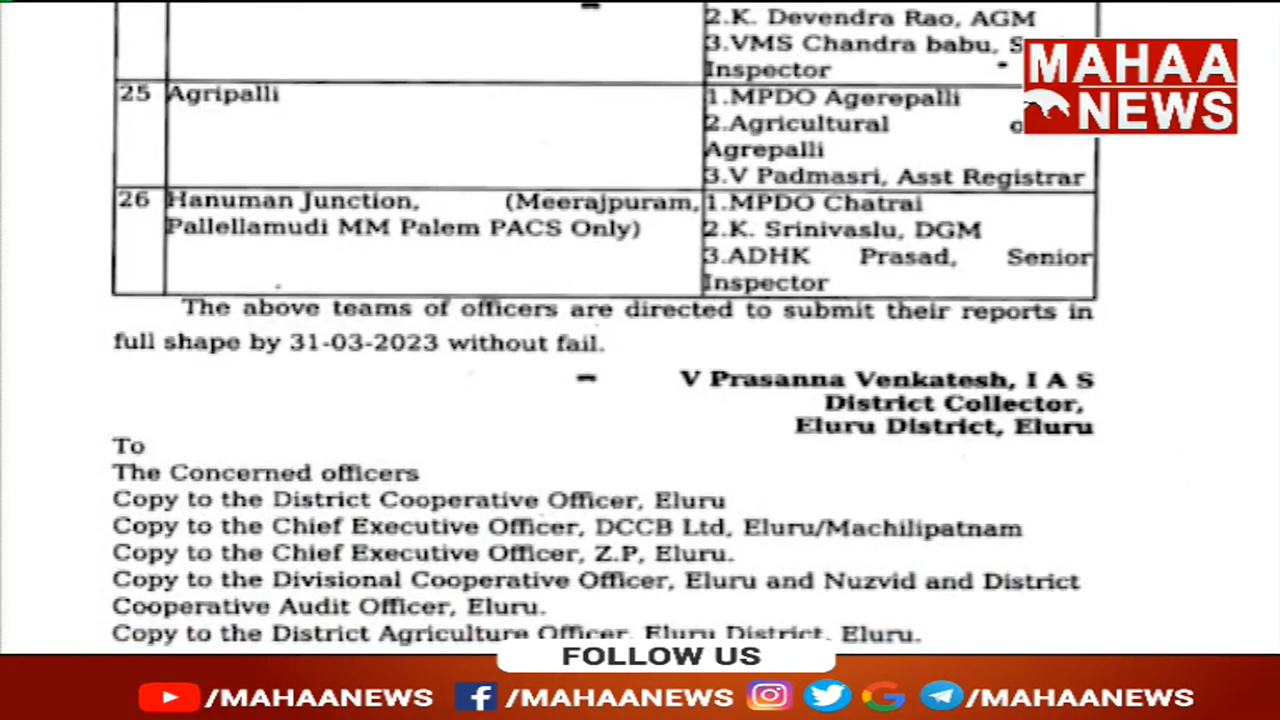 2.K. Devendra Rao, AGM
3.VMS Chandra babu,
Inspector
25 Agripalli
1.MPDO Agerepalli
2.Agricultural
Agrepalli
3.V Padmasri, Asst Registrar
26 Hanuman Junction, (Meerajpuram,
Pallellamudi MM Palem PACS Only)
1.MPDO Chatrai
2.K. Srinivaslu, DGM
3.ADHK Prasad, Senior
Inspector
The above teams of officers are directed to submit their reports in
full shape by 31-03-2023 without fail.
V Prasanna Venkatesh, I A S
District Collector,
Eluru District, Eluru
To
The Concerned officers
Copy to the District Cooperative Officer, Eluru
Copy to the Chief Executive Officer, DCCB Ltd, Eluru/Machilipatnam
Copy to the Chief Executive Officer, Z.P, Eluru.
Copy to the Divisional Cooperative Officer, Eluru and Nuzvid and District
Cooperative Audit Officer, Eluru.
Copy to the District Agriculture Officer, Eluru District, Eluru.
MAHAA
NEWS
FOLLOW US
/MAHAANEWS /MAHAANEWS /MAHAANEWS